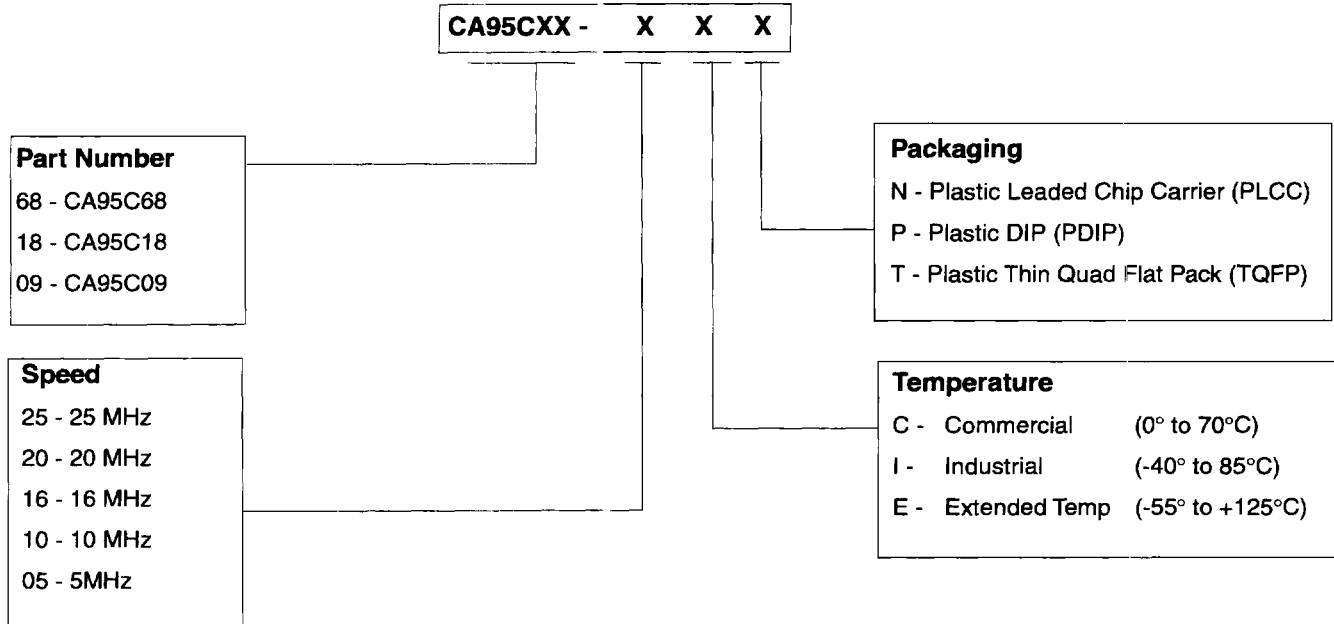 CA95CXX - X X X
Part Number
68 - CA95C68
18 - CA95C18
09 - CA95C09
Speed
25 - 25 MHz
20 - 20 MHz
16 - 16 MHz
10 - 10 MHz
05 - 5MHz
Packaging
N - Plastic Leaded Chip Carrier (PLCC)
P - Plastic DIP (PDIP)
T - Plastic Thin Quad Flat Pack (TQFP)
Temperature
C - Commercial (0° to 70°C)
I - Industrial (-40° to 85°C)
E - Extended Temp (-55° to +125°C)